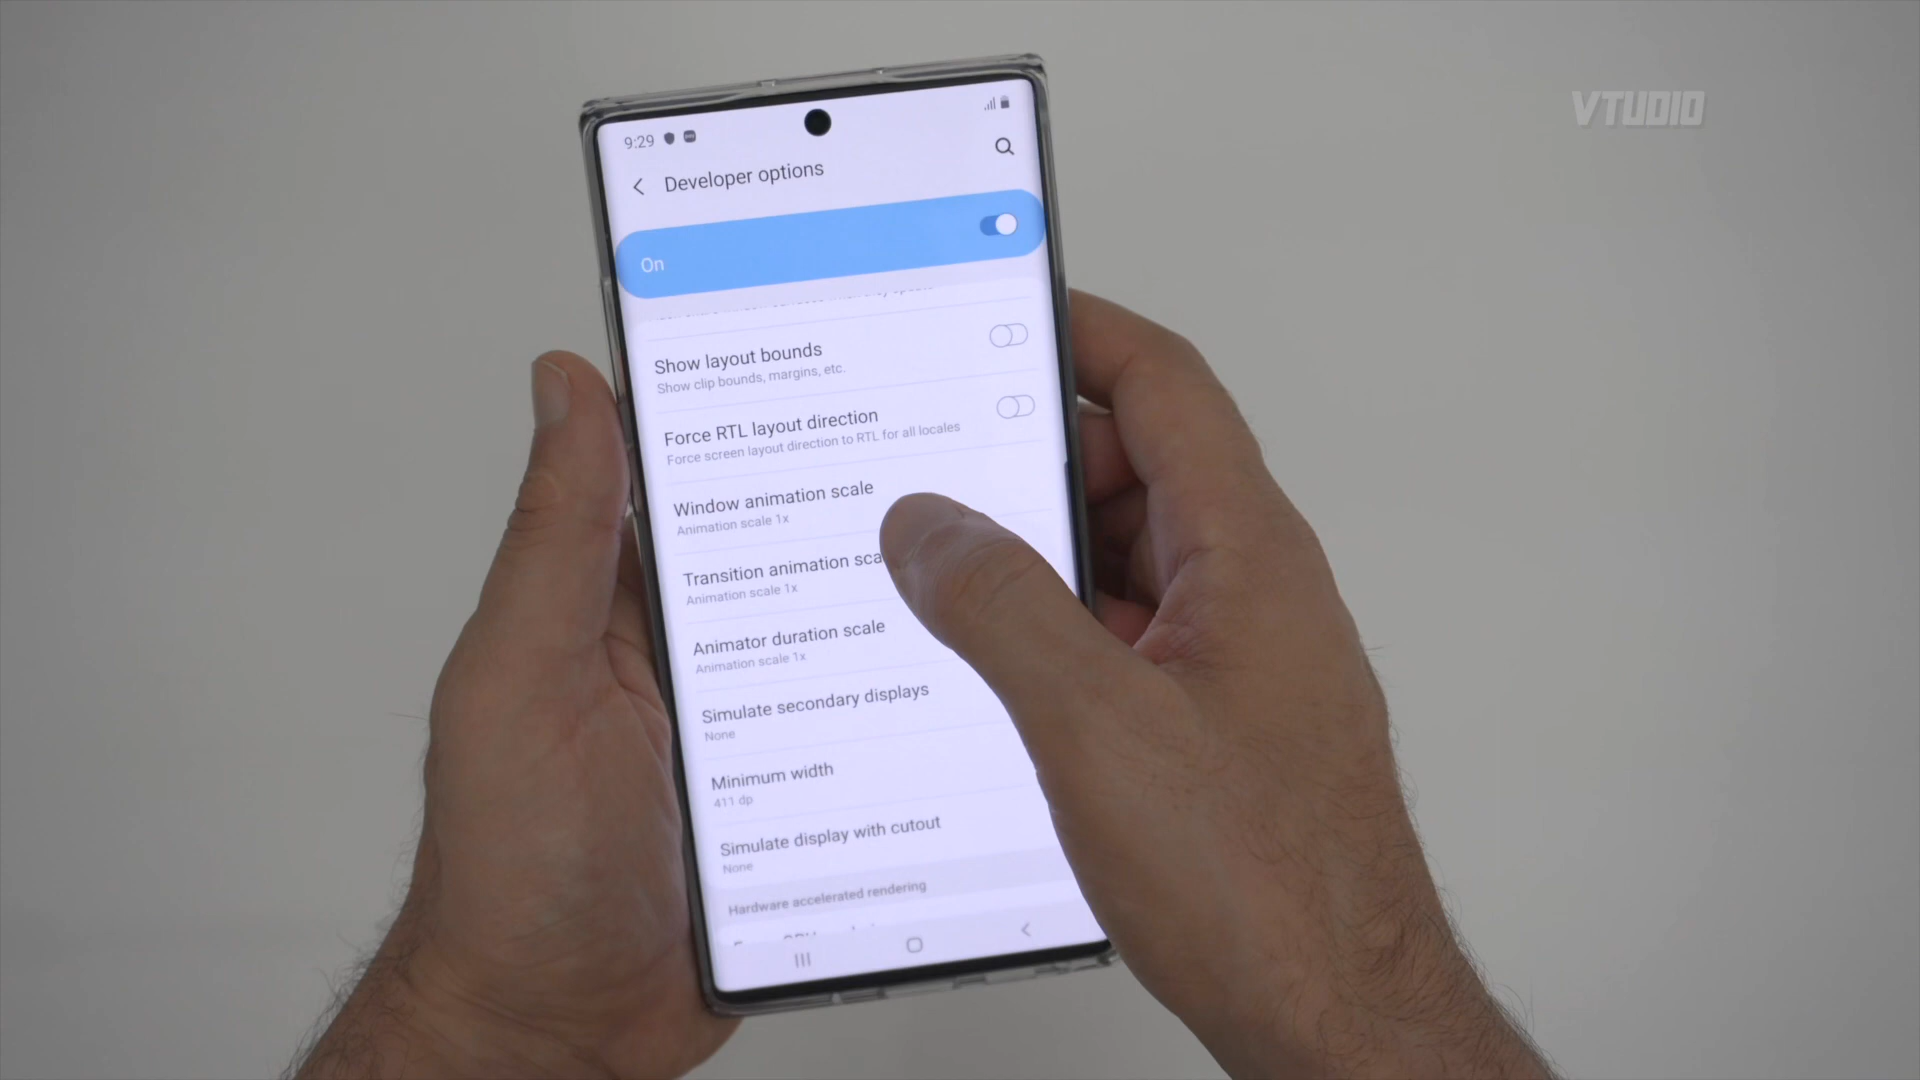 VTUDIO
9:29
Developer options
On
Show layout bounds
Show clip bounds, margins, etc.
Force RTL layout direction
Force screen layout direction to RTL for all locales
Window animation scale
Animation scale 1x
Transition animation sca
Animation scale 1x
Animator duration scale
Animation scale 1x
Simulate secondary displays
None
Minimum width
411 dp
Simulate display with cutout
None
Hardware accelerated rendering